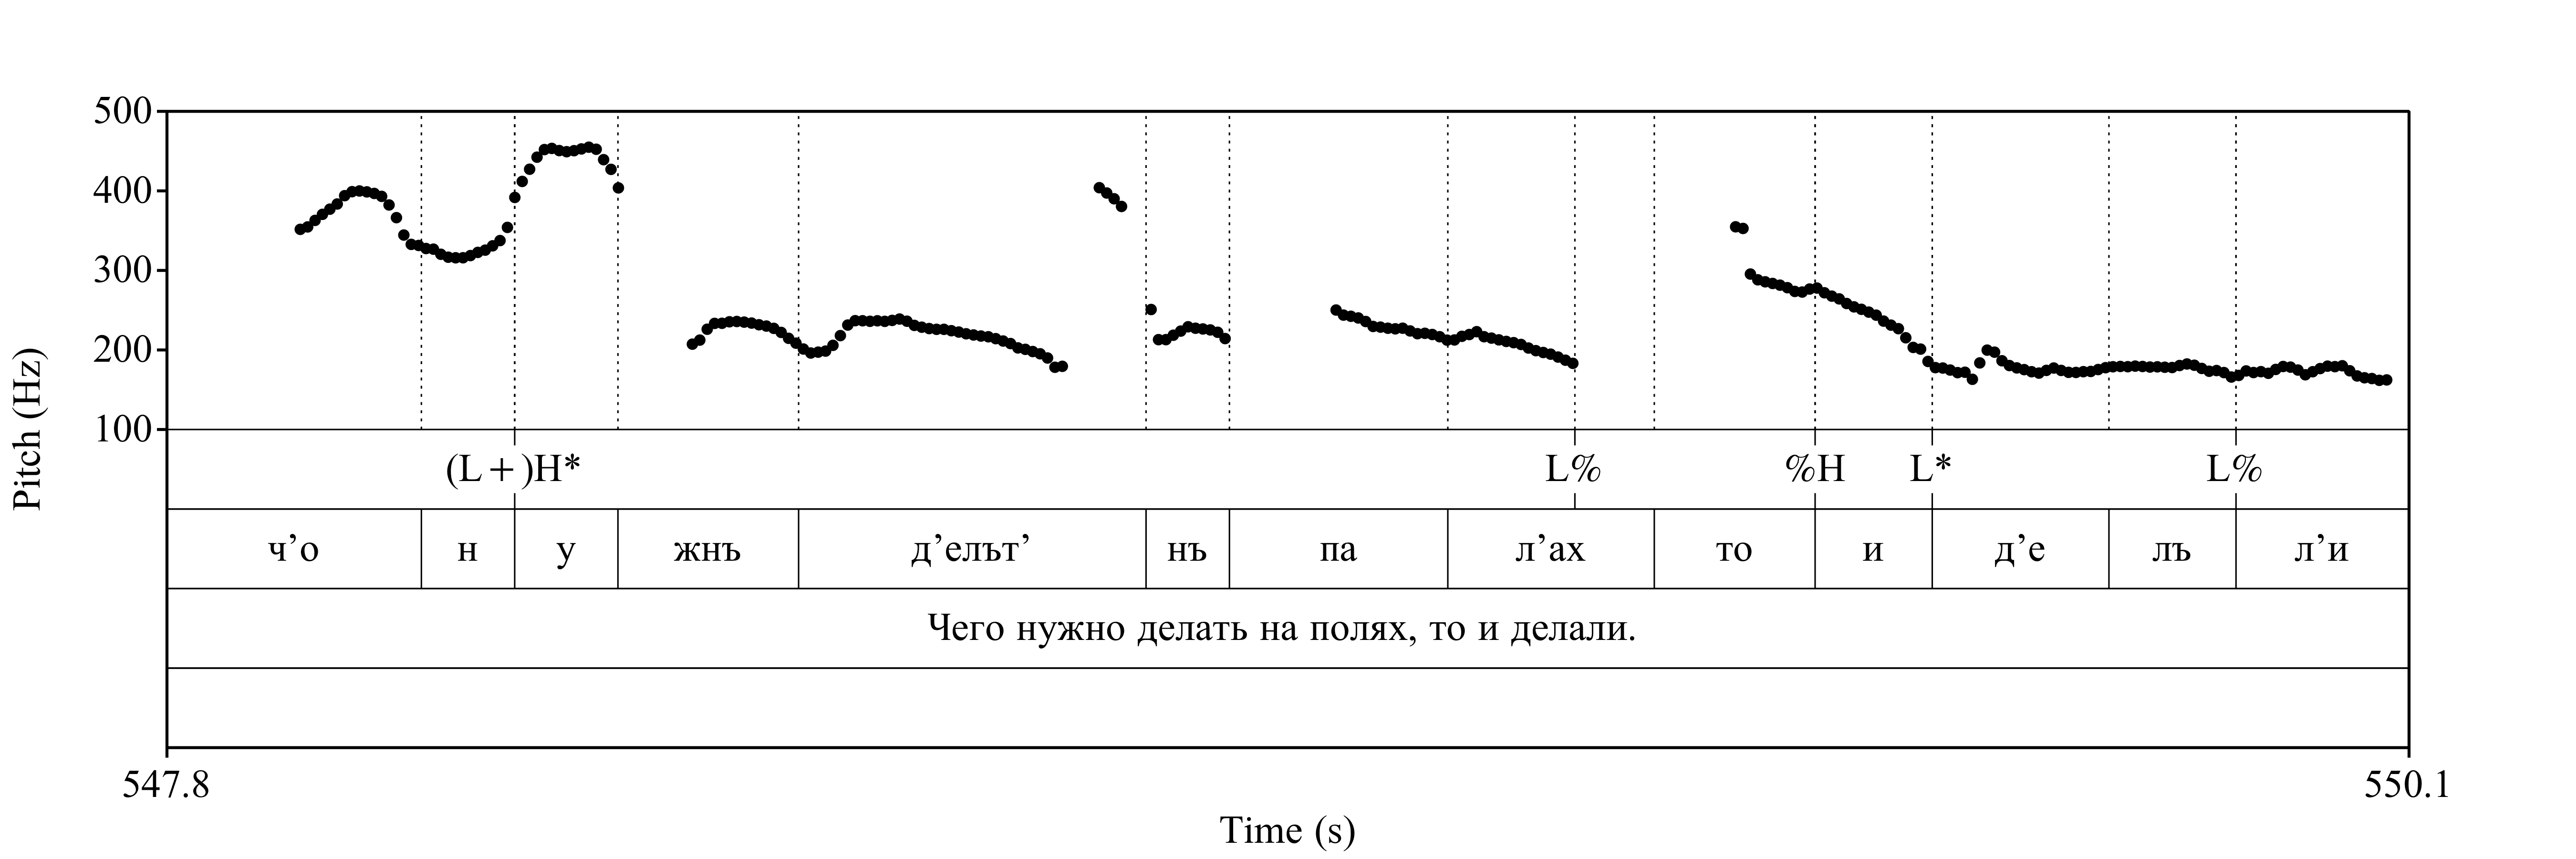 500
400
300
200
100
Pitch (Hz)
(L+)H* L% %H L* L%
ч’о н у жнъ д’елът’ нъ па л’ах то и д’е лъ л’и
Чего нужно делать на полях, то и делали.
547.8 550.1
Time (s)